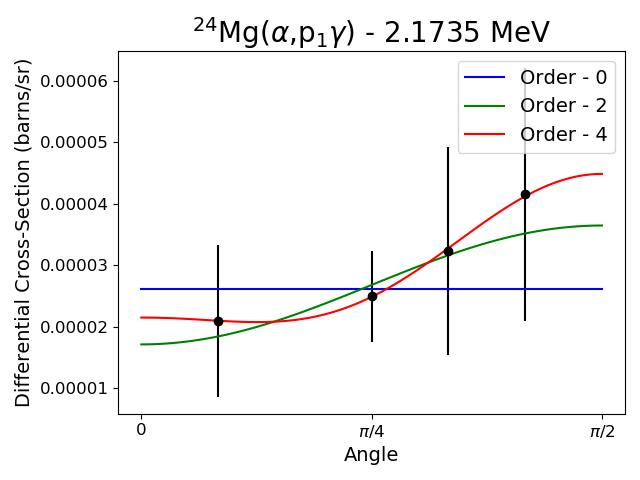 ²⁴Mg(α,p₁γ) - 2.1735 MeV
Differential Cross-Section (barns/sr)
0.00006
0.00005
0.00004
0.00003
0.00002
0.00001
Order - 0
Order - 2
Order - 4
0
π/4
π/2
Angle